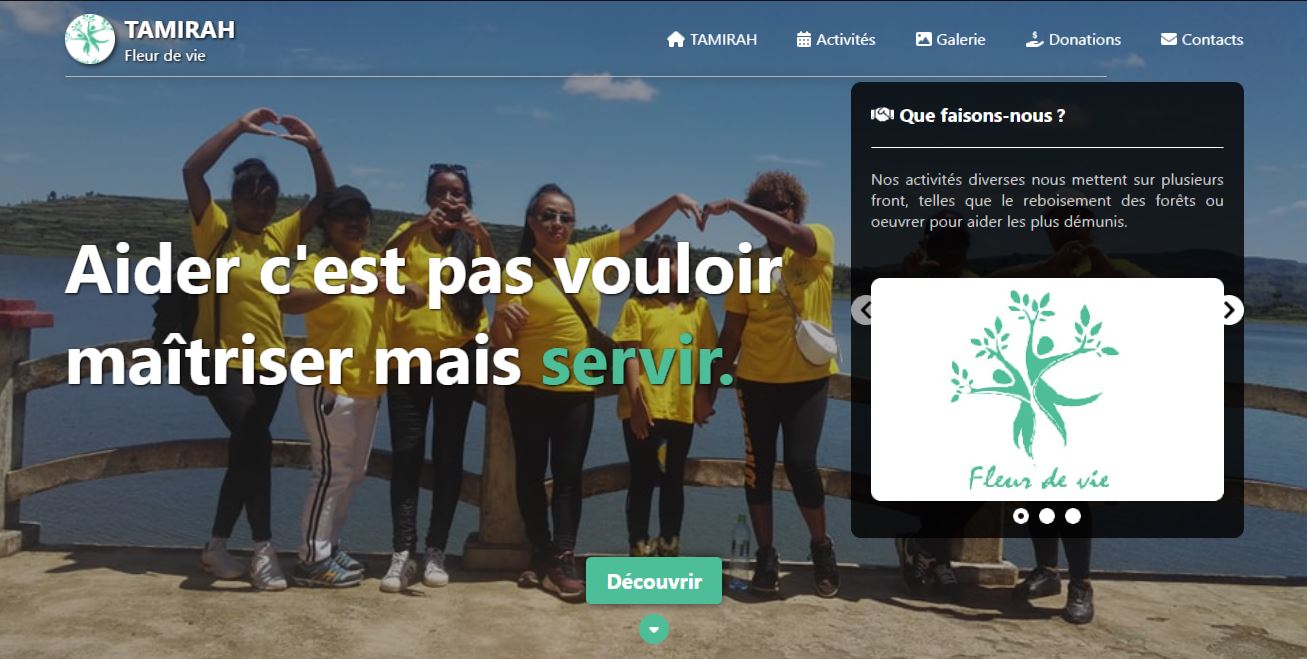 TAMIRAH
Fleur de vie
TAMIRAH
Activités
Galerie
Donations
Contacts
Aider c'est pas vouloir
maîtriser mais servir.
Que faisons-nous ?
Nos activités diverses nous mettent sur plusieurs
front, telles que le reboisement des forêts ou
oeuvrer pour aider les plus démunis.
Fleur de vie
Découvrir